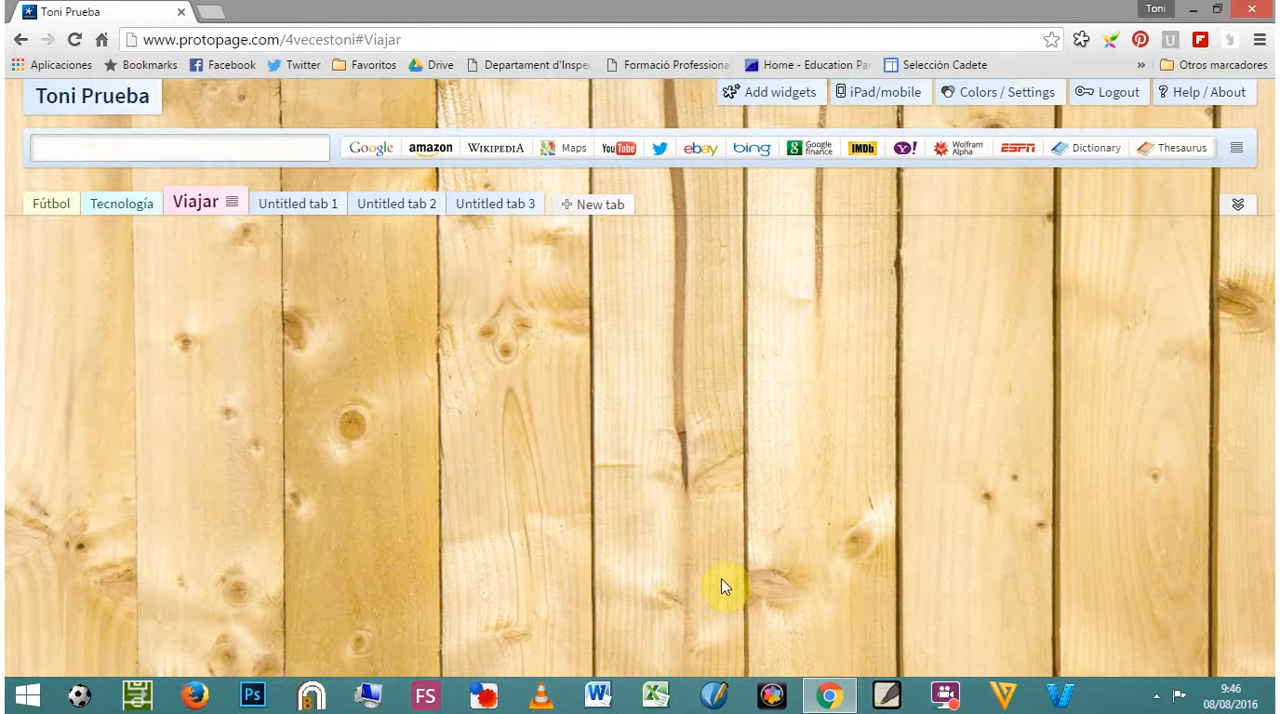 Toni Prueba
Toni
www.protopage.com/4vecestoni#Viajar
Aplicaciones Bookmarks Facebook Twitter Favoritos Drive Departament d'Inspe Formació Professiona Home - Education Pa Selección Cadete » Otros marcadores
Toni Prueba
Add widgets iPad/mobile Colors / Settings Logout Help / About
Google amazon WIKIPEDIA Maps YouTube ebay bing Google finance IMDb Y! Wolfram Alpha ESPN Dictionary Thesaurus
Fútbol Tecnología Viajar Untitled tab 1 Untitled tab 2 Untitled tab 3 New tab
Ps FS
9:46
08/08/2016